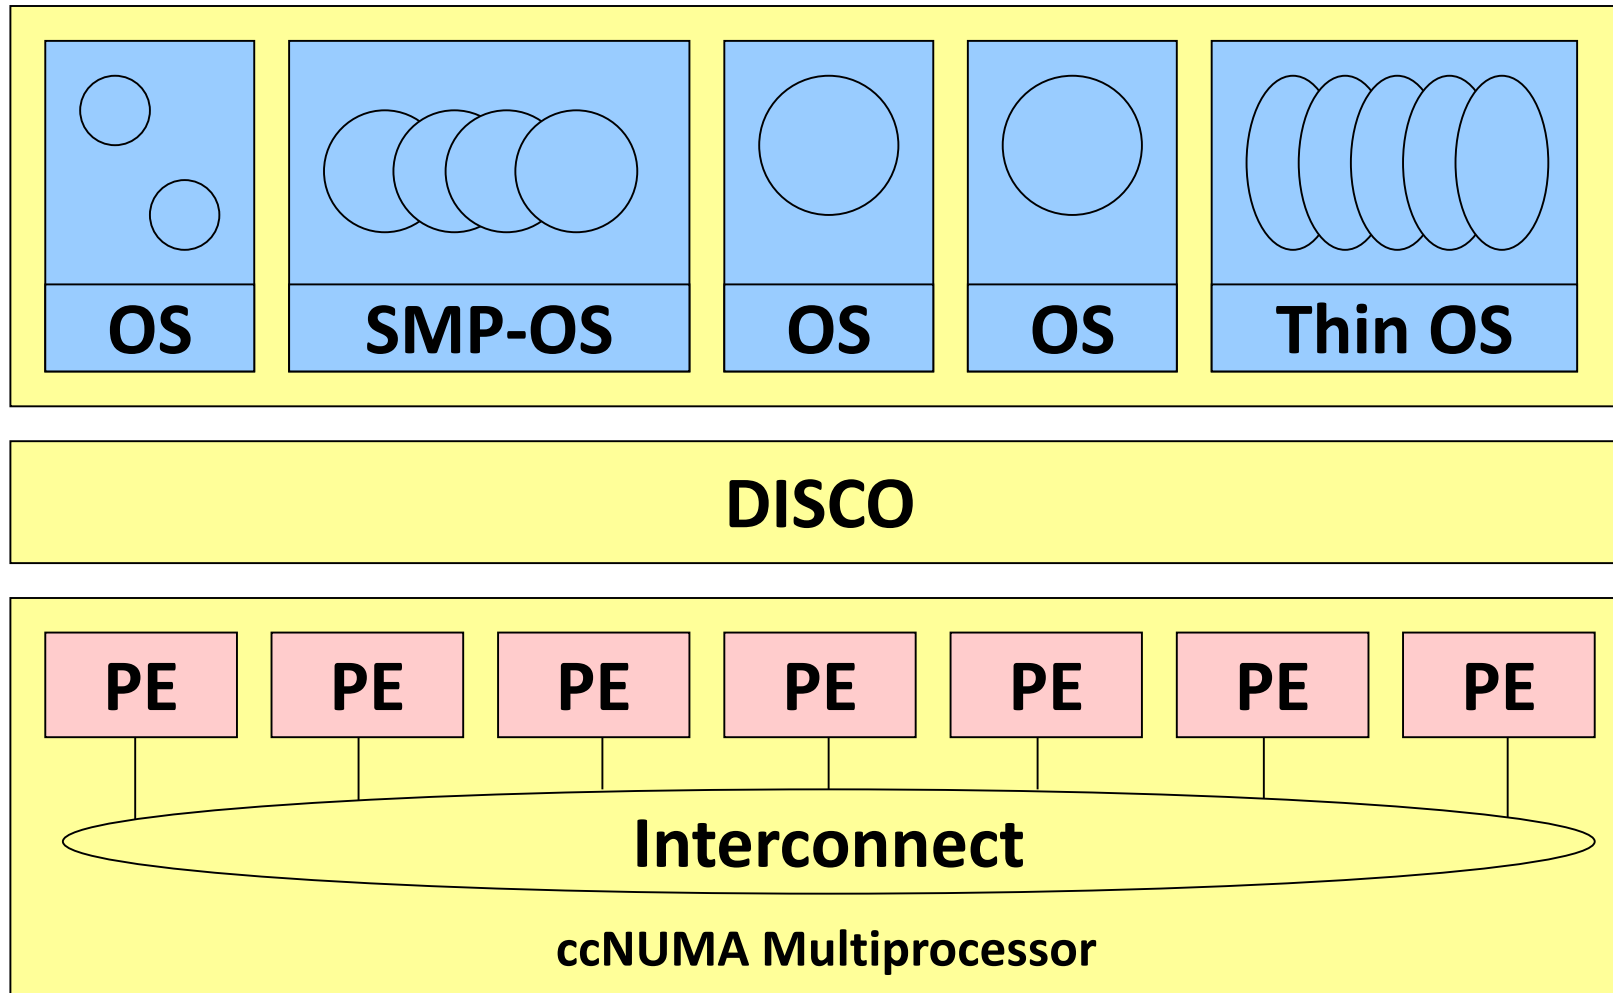 OS
SMP-OS
OS
OS
Thin OS
DISCO
PE
PE
PE
PE
PE
PE
PE
Interconnect
ccNUMA Multiprocessor